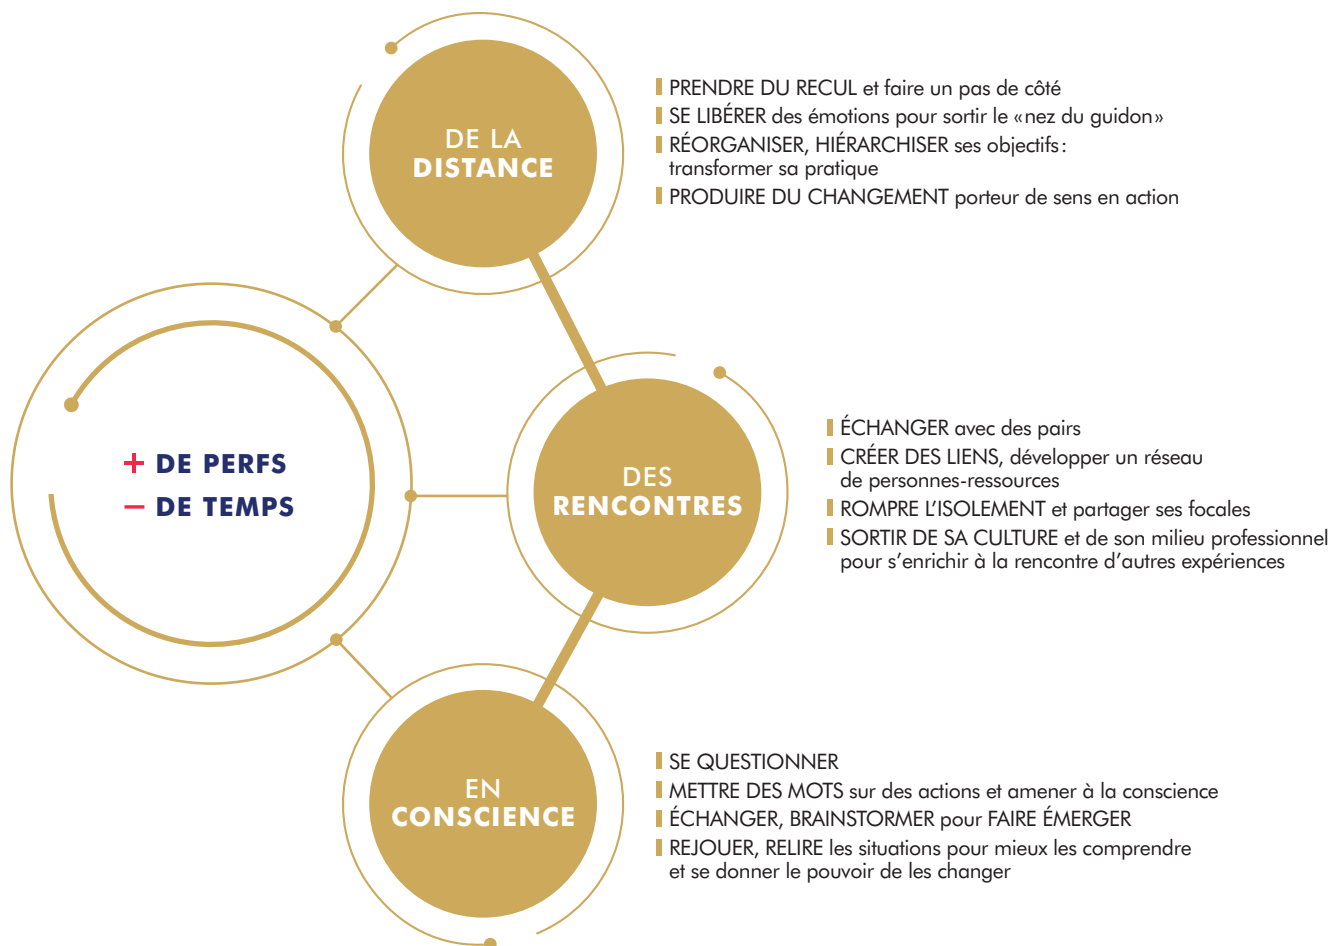 DE LA
DISTANCE
PRENDRE DU RECUL et faire un pas de côté
SE LIBÉRER des émotions pour sortir le «nez du guidon»
RÉORGANISER, HIÉRARCHISER ses objectifs:
transformer sa pratique
PRODUIRE DU CHANGEMENT porteur de sens en action
+ DE PERFS
− DE TEMPS
DES
RENCONTRES
ÉCHANGER avec des pairs
CRÉER DES LIENS, développer un réseau
de personnes-ressources
ROMPRE L’ISOLEMENT et partager ses focales
SORTIR DE SA CULTURE et de son milieu professionnel
pour s’enrichir à la rencontre d’autres expériences
EN
CONSCIENCE
SE QUESTIONNER
METTRE DES MOTS sur des actions et amener à la conscience
ÉCHANGER, BRAINSTORMER pour FAIRE ÉMERGER
REJOUER, RELIRE les situations pour mieux les comprendre
et se donner le pouvoir de les changer